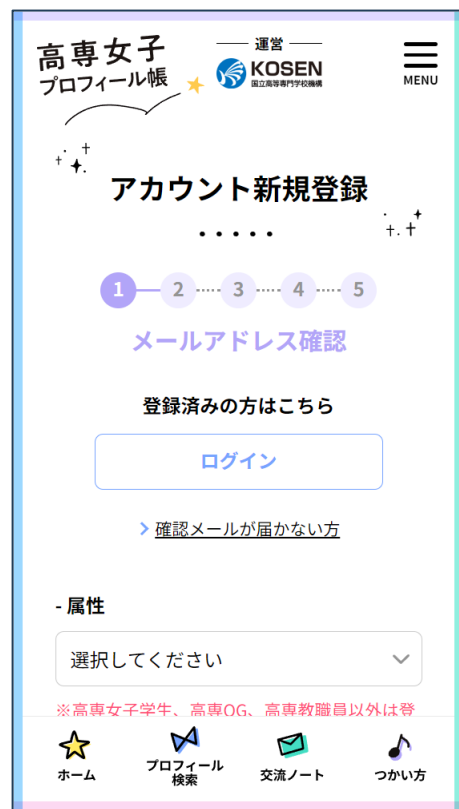 高専女子
プロフィール帳
運営
KOSEN
国立高等専門学校機構
MENU
アカウント新規登録
1 2 3 4 5
メールアドレス確認
登録済みの方はこちら
ログイン
確認メールが届かない方
- 属性
選択してください
※高専女子学生、高専OG、高専教職員以外は登
ホーム
プロフィール
検索
交流ノート
つかい方